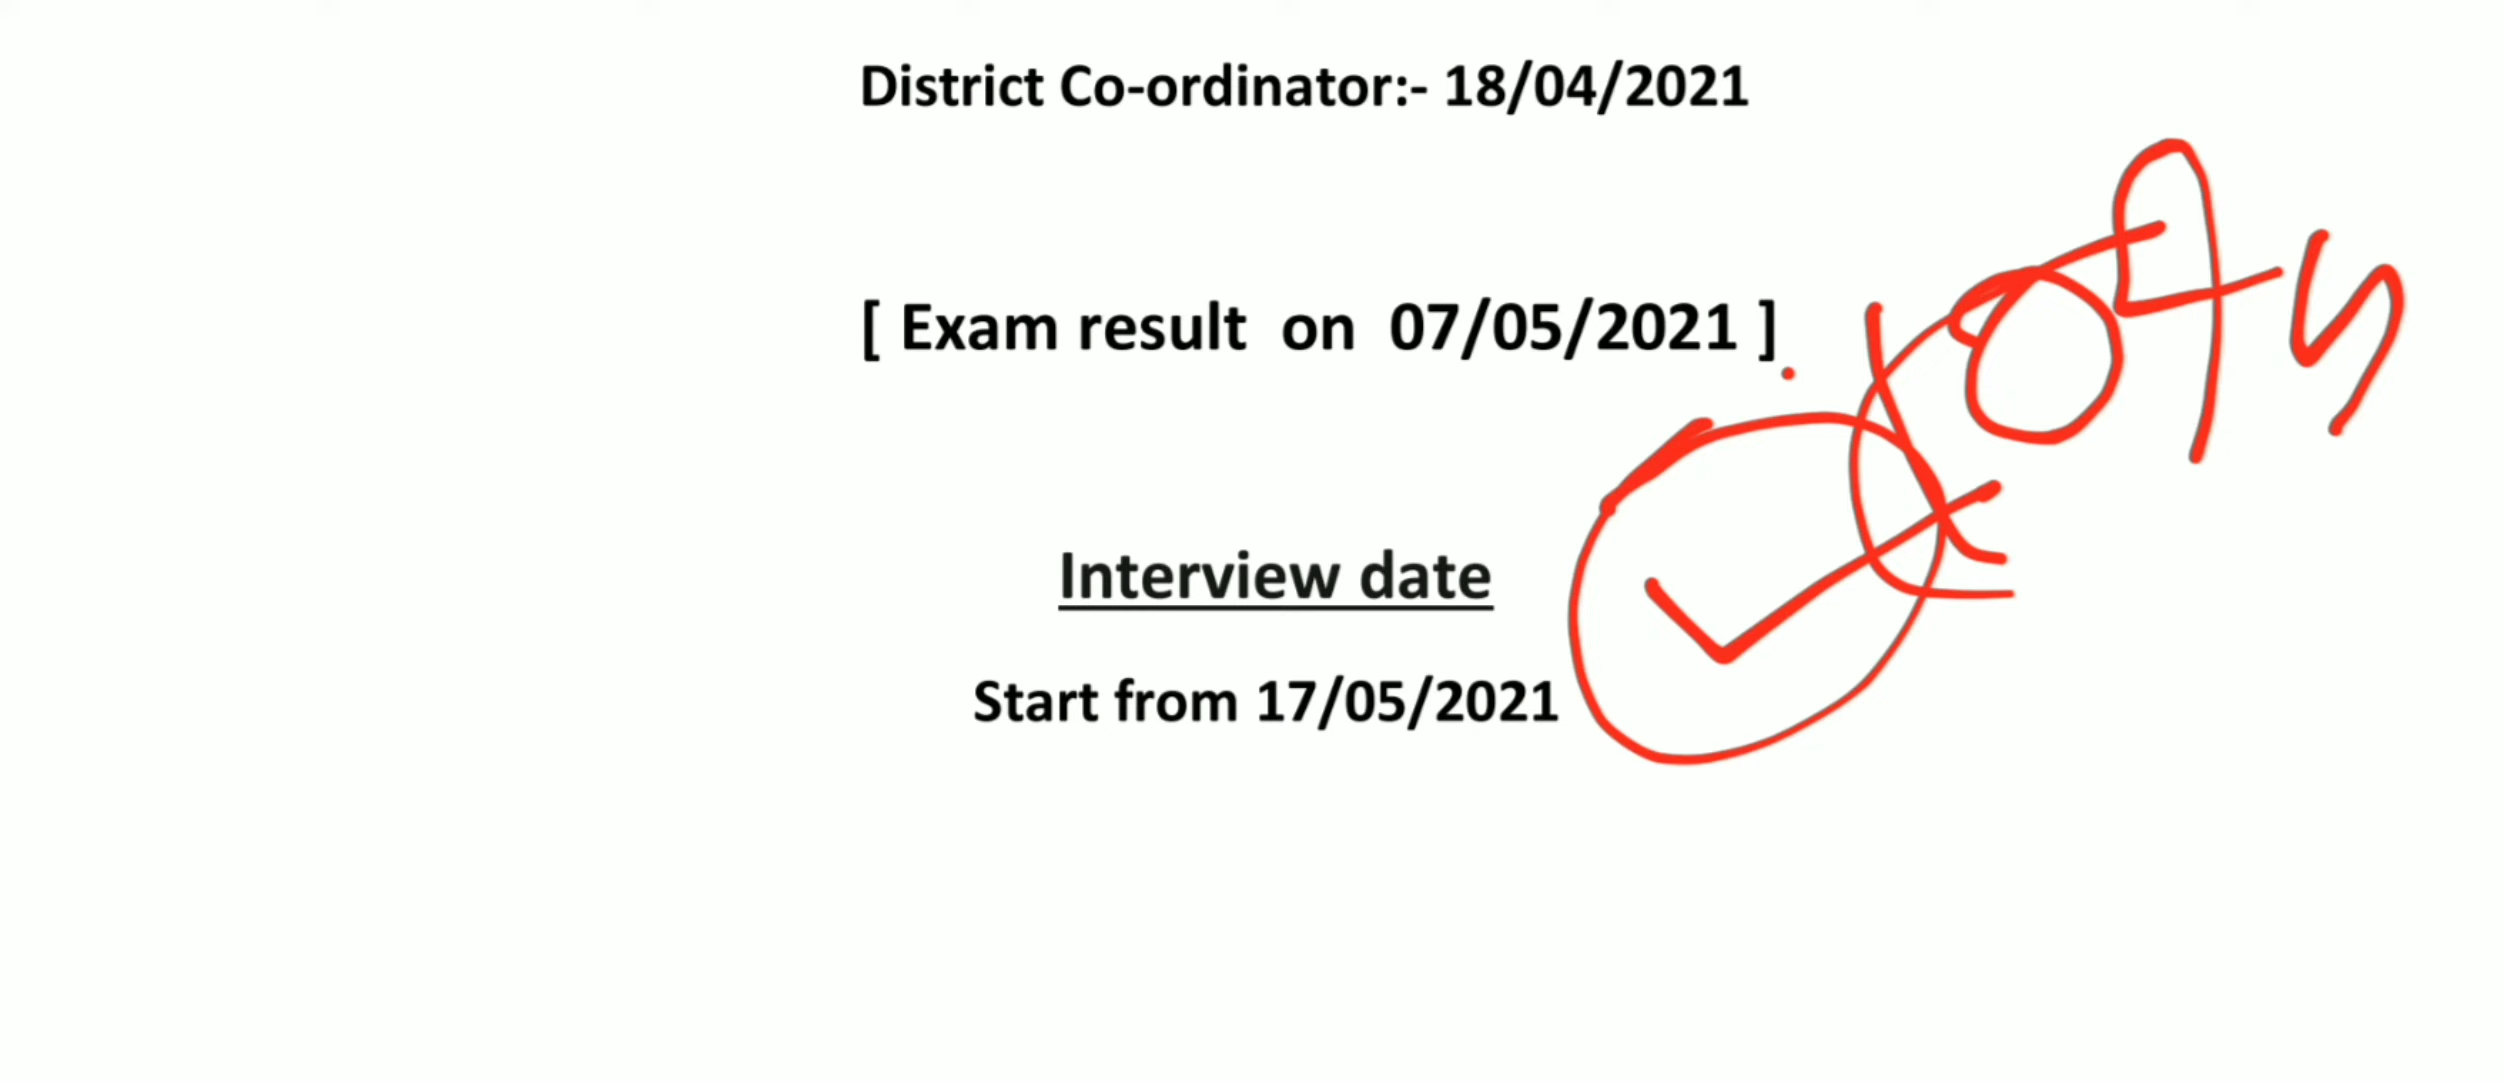 District Co-ordinator:- 18/04/2021
[ Exam result on 07/05/2021 ]
Interview date
Start from 17/05/2021